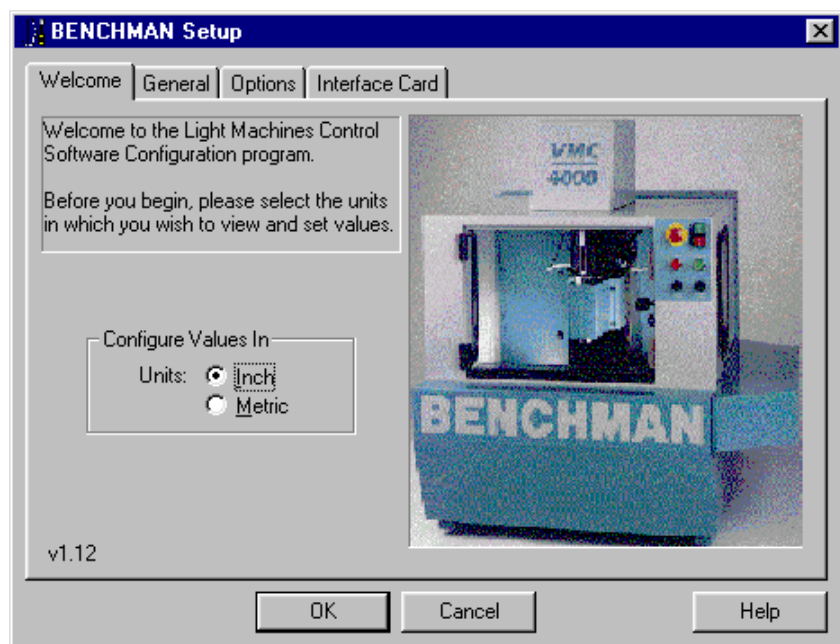 BENCHMAN Setup
Welcome
General
Options
Interface Card
Welcome to the Light Machines Control
Software Configuration program.
Before you begin, please select the units
in which you wish to view and set values.
VMC
4000
BENCHMAN
Configure Values In
Units:
Inch
Metric
v1.12
OK
Cancel
Help